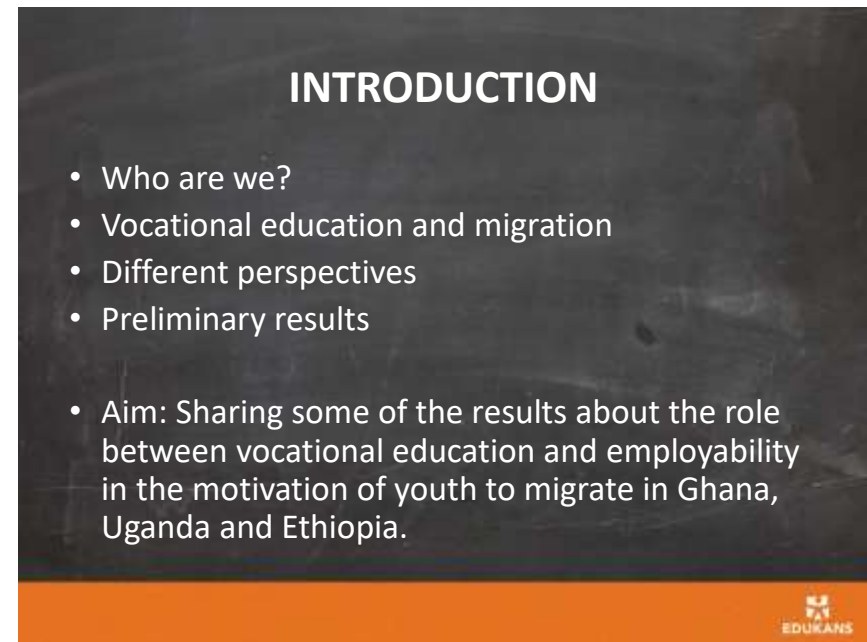 INTRODUCTION
• Who are we?
• Vocational education and migration
• Different perspectives
• Preliminary results
• Aim: Sharing some of the results about the role
between vocational education and employability
in the motivation of youth to migrate in Ghana,
Uganda and Ethiopia.
EDUKANS